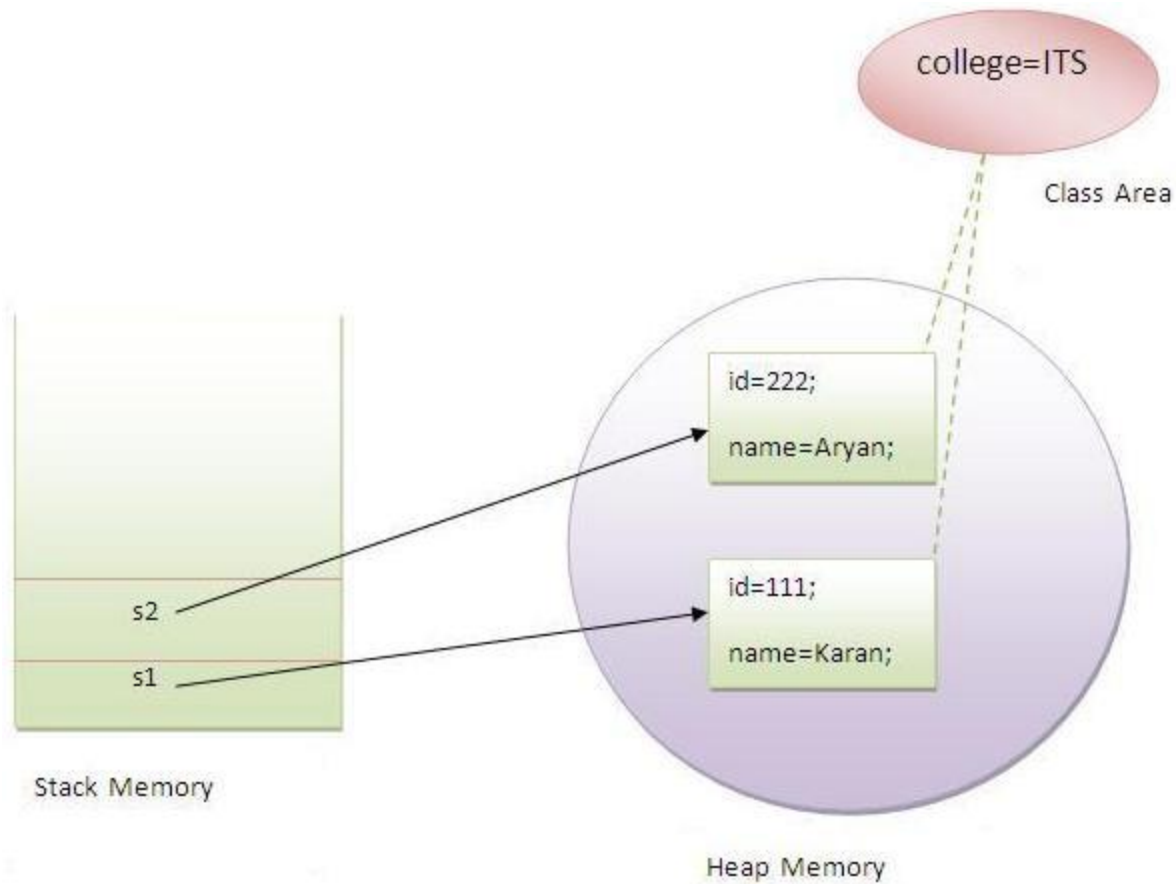 college=ITS
Class Area
id=222;
name=Aryan;
s2
id=111;
name=Karan;
s1
Stack Memory
Heap Memory